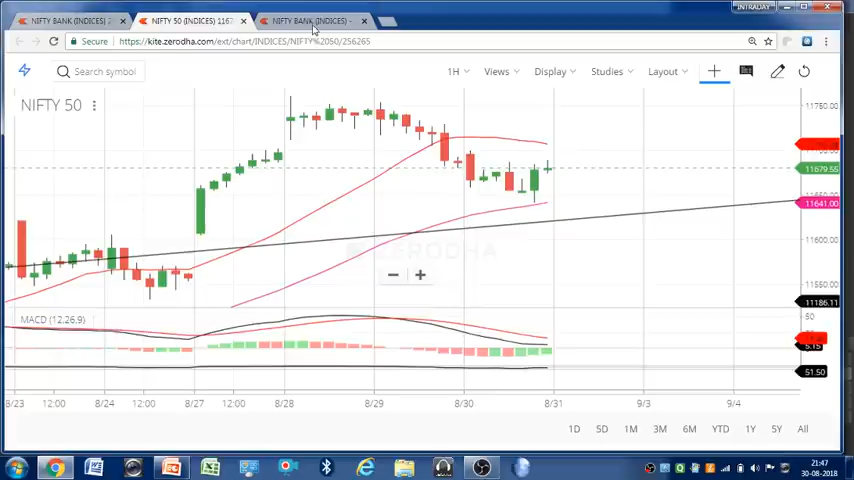 INTRADAY
NIFTY BANK (INDICES) 2
NIFTY 50 (INDICES) 1167
NIFTY BANK (INDICES) -
Secure
https://kite.zerodha.com/ext/chart/INDICES/NIFTY%2050/256265
Search symbol
1H
Views
Display
Studies
Layout
NIFTY 50
11750.00
11679.55
11641.00
11600.00
11550.00
11186.11
ZERODHA
MACD (12,26,9)
50
5.15
51.50
8/23
12:00
8/24
12:00
8/27
12:00
8/28
8/29
8/30
8/31
9/3
9/4
1D
5D
1M
3M
6M
YTD
1Y
5Y
All
21:47
30-08-2018